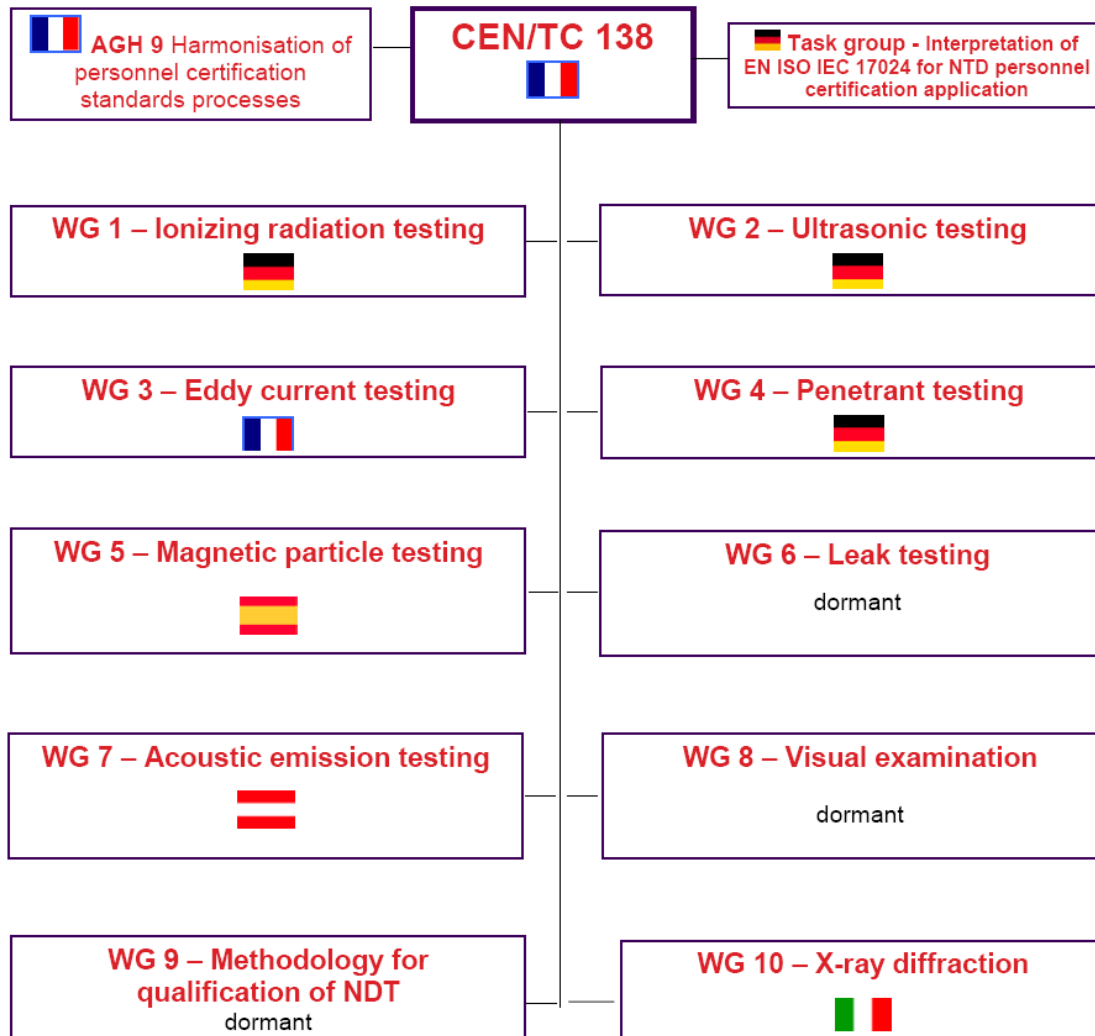 AGH 9 Harmonisation of
personnel certification
standards processes
CEN/TC 138
Task group - Interpretation of
EN ISO IEC 17024 for NTD personnel
certification application
WG 1 – Ionizing radiation testing
WG 2 – Ultrasonic testing
WG 3 – Eddy current testing
WG 4 – Penetrant testing
WG 5 – Magnetic particle testing
WG 6 – Leak testing
dormant
WG 7 – Acoustic emission testing
WG 8 – Visual examination
dormant
WG 9 – Methodology for
qualification of NDT
dormant
WG 10 – X-ray diffraction